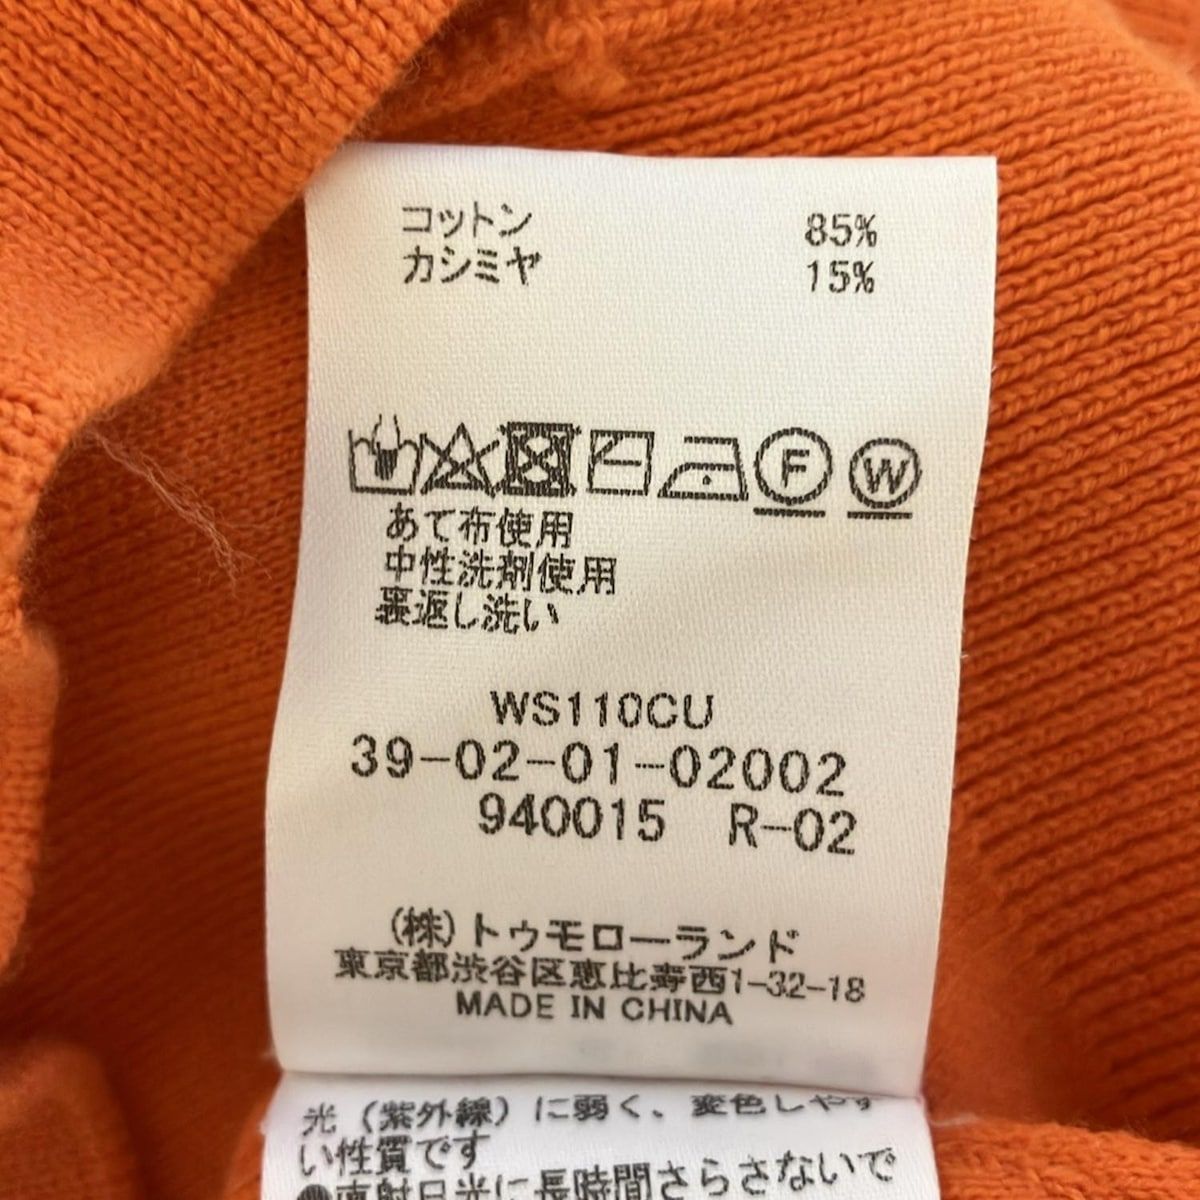 コットン 85%
カシミヤ 15%
F W
あて布使用
中性洗剤使用
裏返し洗い
WS110CU
39-02-01-02002
940015 R-02
(株)トゥモローランド
東京都渋谷区恵比寿西1-32-18
MADE IN CHINA
光(紫外線)に弱く、変色しやす
い性質です
●直射日光に長時間さらさないで